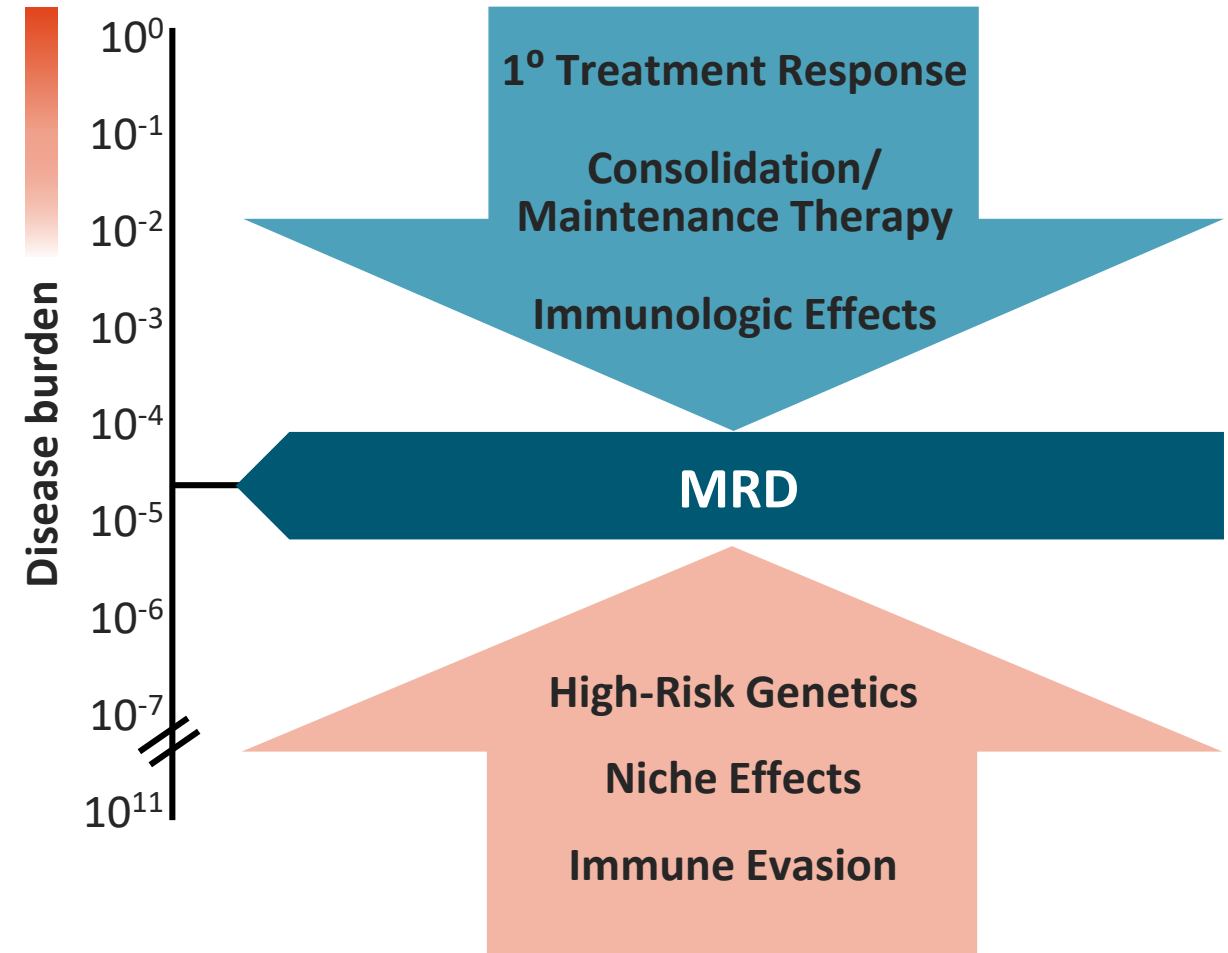 Disease burden
10⁰
10⁻¹
10⁻²
10⁻³
10⁻⁴
10⁻⁵
10⁻⁶
10⁻⁷
10¹¹
1⁰ Treatment Response
Consolidation/
Maintenance Therapy
Immunologic Effects
MRD
High-Risk Genetics
Niche Effects
Immune Evasion